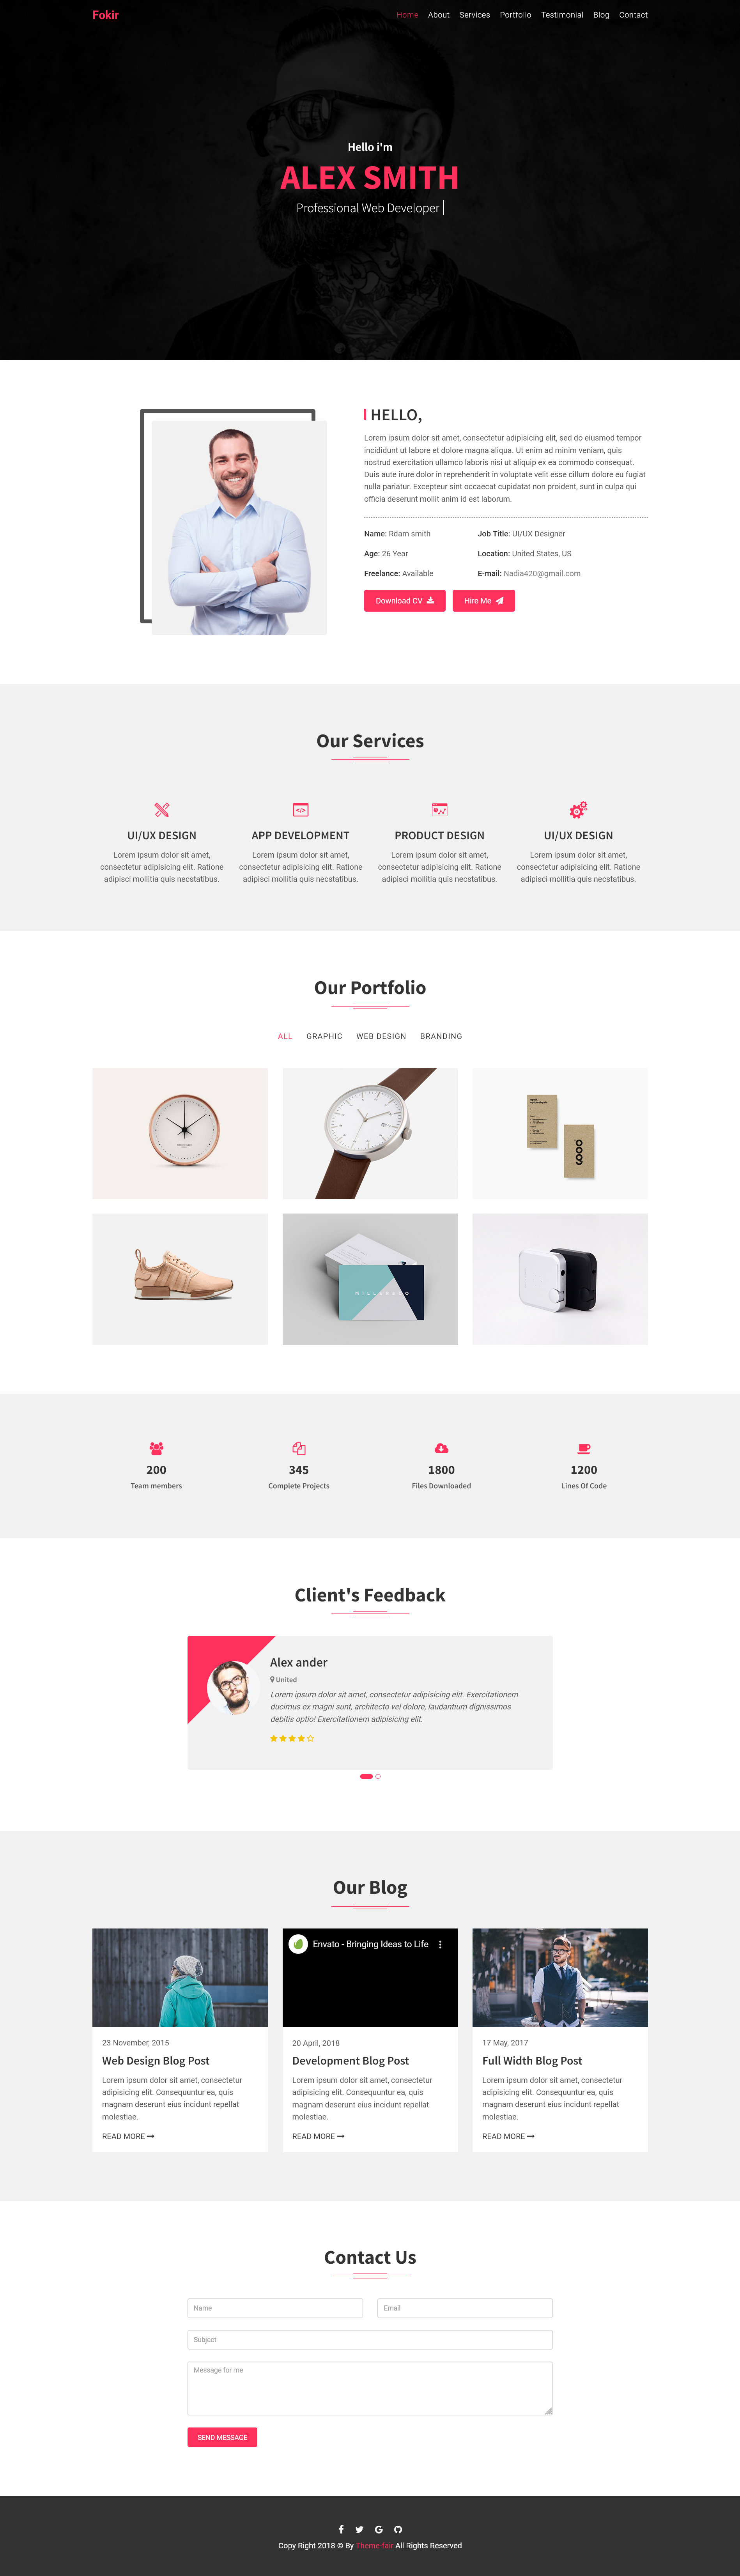 Fokir
Home About Services Portfolio Testimonial Blog Contact
Hello i'm
ALEX SMITH
Professional Web Developer
HELLO,
Lorem ipsum dolor sit amet, consectetur adipisicing elit, sed do eiusmod tempor
incididunt ut labore et dolore magna aliqua. Ut enim ad minim veniam, quis
nostrud exercitation ullamco laboris nisi ut aliquip ex ea commodo consequat.
Duis aute irure dolor in reprehenderit in voluptate velit esse cillum dolore eu fugiat
nulla pariatur. Excepteur sint occaecat cupidatat non proident, sunt in culpa qui
officia deserunt mollit anim id est laborum.
Name: Rdam smith
Job Title: UI/UX Designer
Age: 26 Year
Location: United States, US
Freelance: Available
E-mail: Nadia420@gmail.com
Download CV
Hire Me
Our Services
UI/UX DESIGN
Lorem ipsum dolor sit amet,
consectetur adipisicing elit. Ratione
adipisci mollitia quis necstatibus.
APP DEVELOPMENT
Lorem ipsum dolor sit amet,
consectetur adipisicing elit. Ratione
adipisci mollitia quis necstatibus.
PRODUCT DESIGN
Lorem ipsum dolor sit amet,
consectetur adipisicing elit. Ratione
adipisci mollitia quis necstatibus.
UI/UX DESIGN
Lorem ipsum dolor sit amet,
consectetur adipisicing elit. Ratione
adipisci mollitia quis necstatibus.
Our Portfolio
ALL GRAPHIC WEB DESIGN BRANDING
200
Team members
345
Complete Projects
1800
Files Downloaded
1200
Lines Of Code
Client's Feedback
Alex ander
United
Lorem ipsum dolor sit amet, consectetur adipisicing elit. Exercitationem
ducimus ex magni sunt, architecto vel dolore, laudantium dignissimos
debitis optio! Exercitationem adipisicing elit.
Our Blog
23 November, 2015
Web Design Blog Post
Lorem ipsum dolor sit amet, consectetur
adipisicing elit. Consequuntur ea, quis
magnam deserunt eius incidunt repellat
molestiae.
READ MORE
Envato - Bringing Ideas to Life
20 April, 2018
Development Blog Post
Lorem ipsum dolor sit amet, consectetur
adipisicing elit. Consequuntur ea, quis
magnam deserunt eius incidunt repellat
molestiae.
READ MORE
17 May, 2017
Full Width Blog Post
Lorem ipsum dolor sit amet, consectetur
adipisicing elit. Consequuntur ea, quis
magnam deserunt eius incidunt repellat
molestiae.
READ MORE
Contact Us
Name
Email
Subject
Message for me
SEND MESSAGE
Copy Right 2018 © By Theme-fair All Rights Reserved